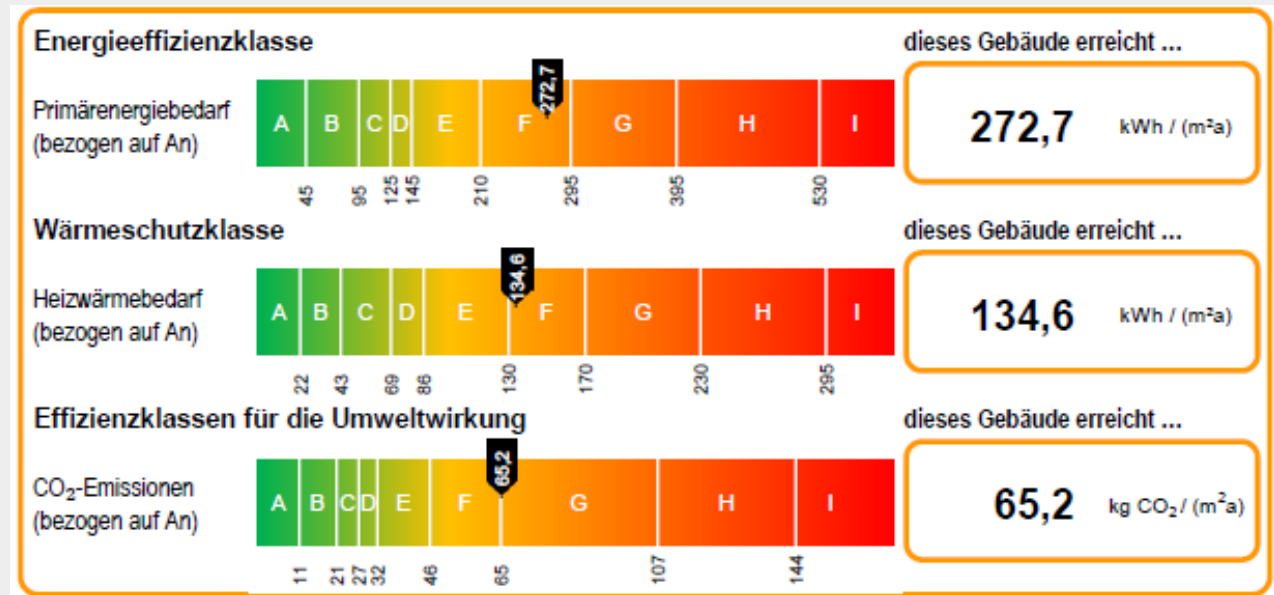 Energieeffizienzklasse
dieses Gebäude erreicht ...
Primärenergiebedarf
(bezogen auf An)
272,7
A B C D E F G H I
45 95 125 145 210 295 395 530
272,7 kWh / (m²a)
Wärmeschutzklasse
dieses Gebäude erreicht ...
Heizwärmebedarf
(bezogen auf An)
134,6
A B C D E F G H I
22 43 69 86 130 170 230 295
134,6 kWh / (m²a)
Effizienzklassen für die Umweltwirkung
dieses Gebäude erreicht ...
CO₂-Emissionen
(bezogen auf An)
65,2
A B C D E F G H I
11 21 27 32 46 65 107 144
65,2 kg CO₂/ (m²a)